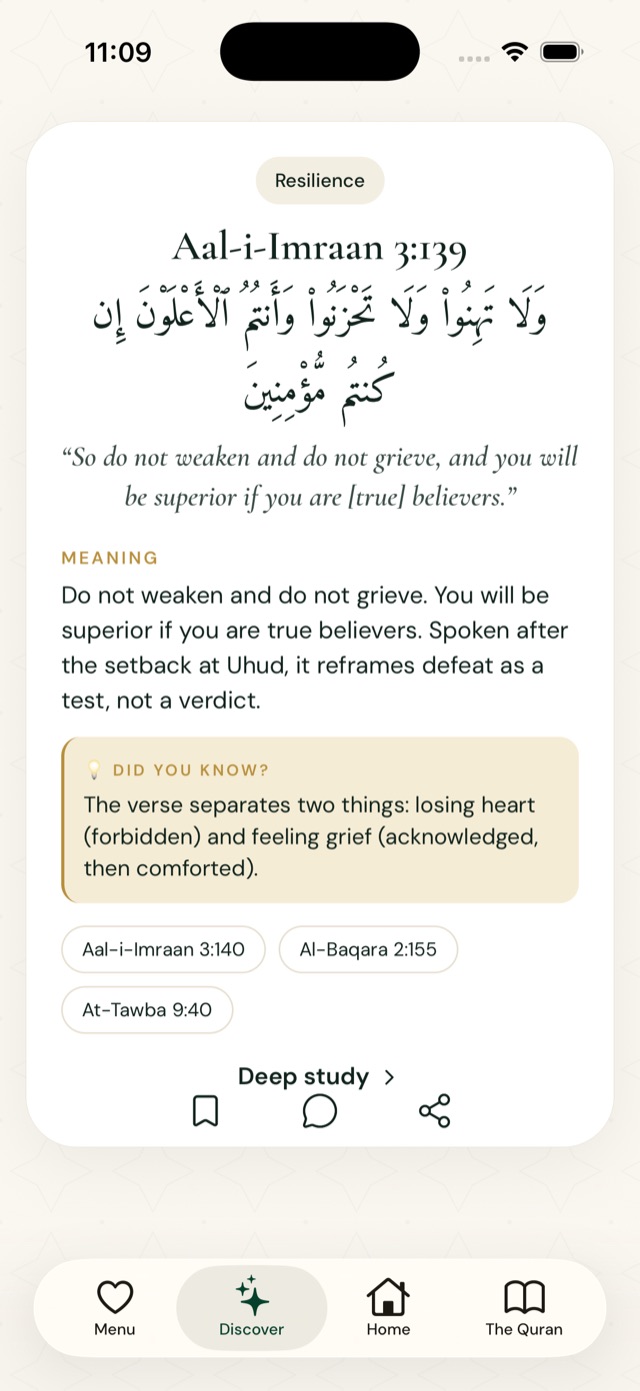 11:09
Resilience
Aal-i-Imraan 3:139
وَلَا تَهِنُوا۟ وَلَا تَحْزَنُوا۟ وَأَنتُمُ ٱلْأَعْلَوْنَ إِن
كُنتُم مُّؤْمِنِينَ
“So do not weaken and do not grieve, and you will
be superior if you are [true] believers.”
MEANING
Do not weaken and do not grieve. You will be
superior if you are true believers. Spoken after
the setback at Uhud, it reframes defeat as a
test, not a verdict.
💡 DID YOU KNOW?
The verse separates two things: losing heart
(forbidden) and feeling grief (acknowledged,
then comforted).
Aal-i-Imraan 3:140
Al-Baqara 2:155
At-Tawba 9:40
Deep study
Menu
Discover
Home
The Quran